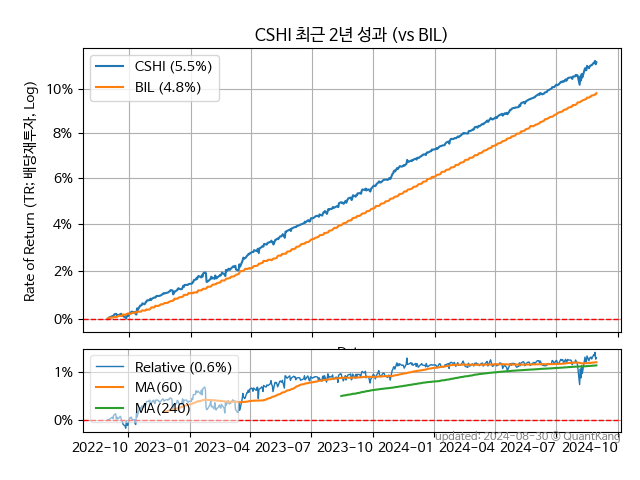 CSHI 최근 2년 성과 (vs BIL)
Rate of Return (TR: 배당재투자, Log)
CSHI (5.5%)
BIL (4.8%)
10%
8%
6%
4%
2%
0%
Relative (0.6%)
MA(60)
MA(240)
1%
0%
2022-10 2023-01 2023-04 2023-07 2023-10 2024-01 2024-04 2024-07 2024-10
updated: 2024-08-30 © QuantKang